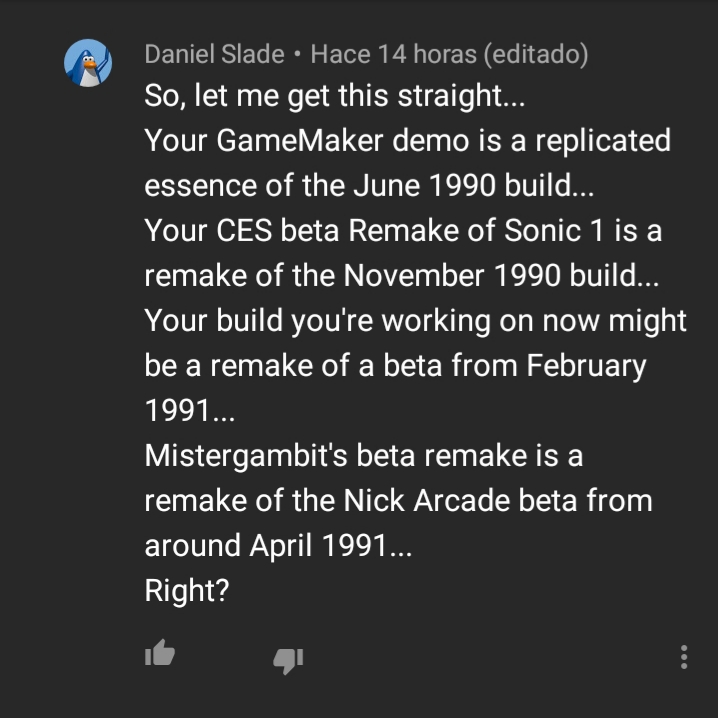 Daniel Slade • Hace 14 horas (editado)
So, let me get this straight...
Your GameMaker demo is a replicated
essence of the June 1990 build...
Your CES beta Remake of Sonic 1 is a
remake of the November 1990 build...
Your build you're working on now might
be a remake of a beta from February
1991...
Mistergambit's beta remake is a
remake of the Nick Arcade beta from
around April 1991...
Right?